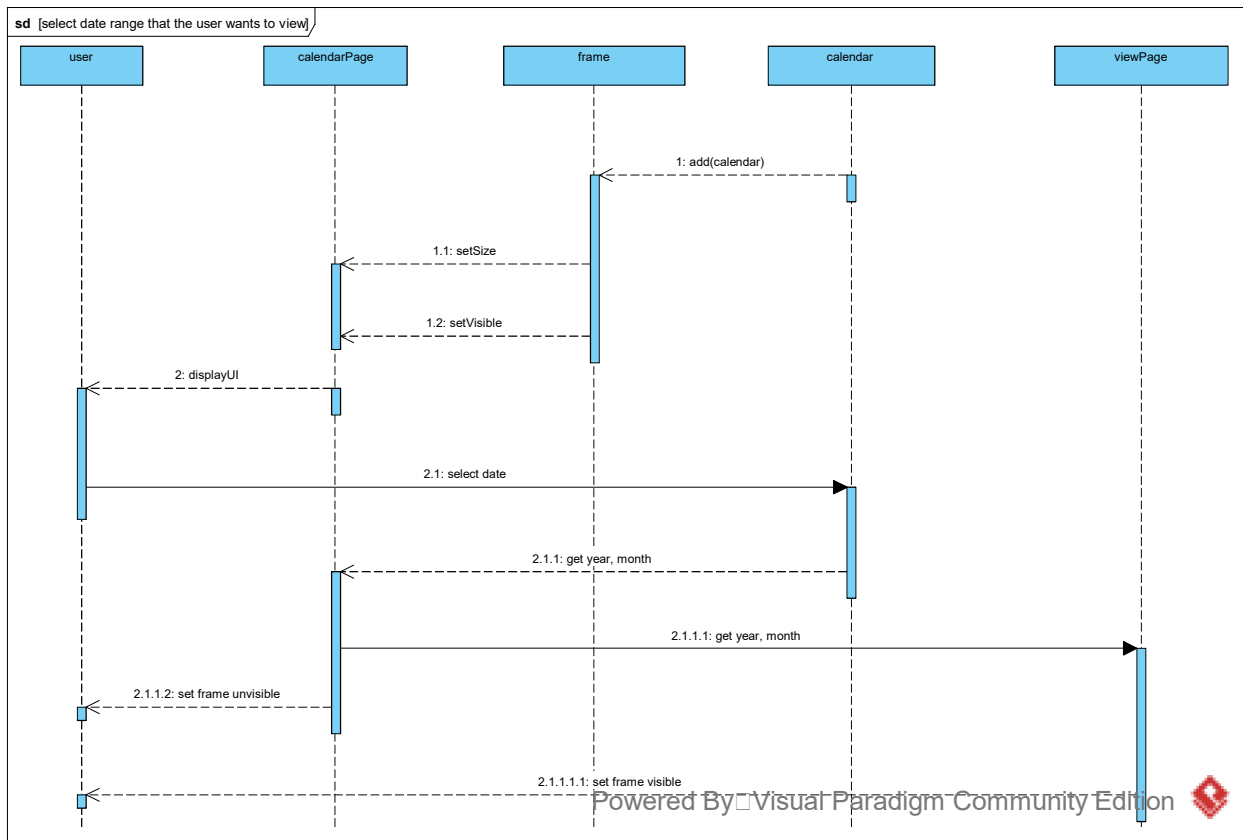 sd [select date range that the user wants to view]
user
calendarPage
frame
calendar
viewPage
1: add(calendar)
1.1: setSize
1.2: setVisible
2: displayUI
2.1: select date
2.1.1: get year, month
2.1.1.1: get year, month
2.1.1.2: set frame unvisible
2.1.1.1.1: set frame visible
Powered By□Visual Paradigm Community Edition